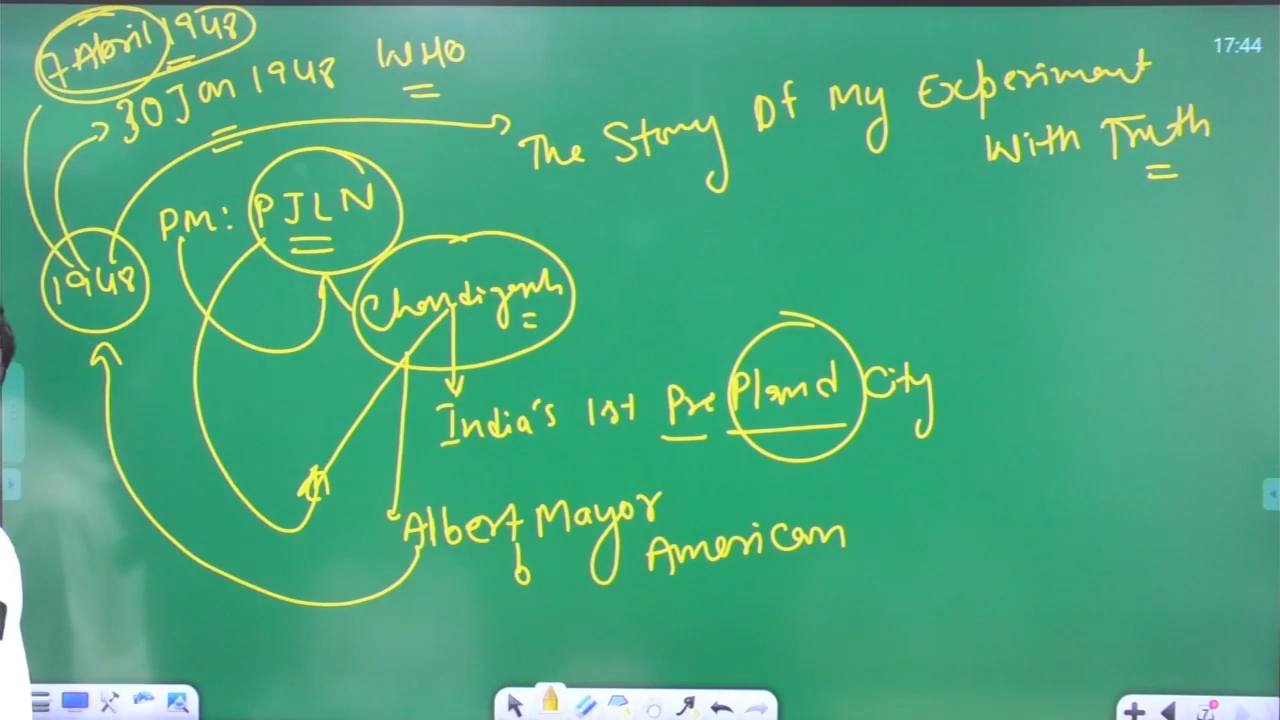 7 April 1948
17:44
30 Jan 1948 WHO
The Story Of My Experiment
With Truth
PM: PJLN
1948
Chandigarh
India's 1st Pre Plannd City
Albert Mayor
American